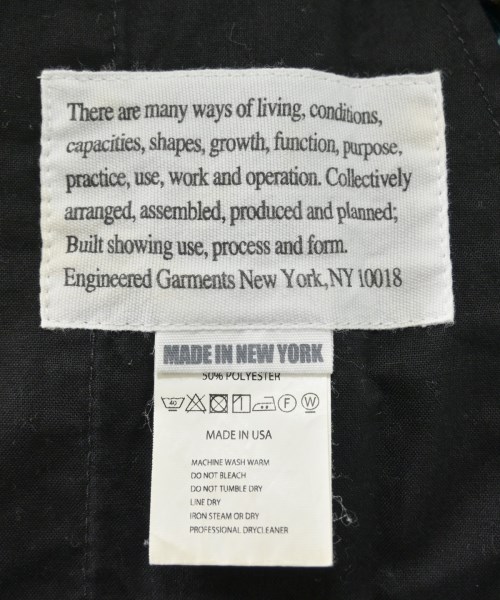 There are many ways of living, conditions,
capacities, shapes, growth, function, purpose,
practice, use, work and operation. Collectively
arranged, assembled, produced and planned;
Built showing use, process and form.
Engineered Garments New York, NY 10018
MADE IN NEW YORK
50% POLYESTER
40 F W
MADE IN USA
MACHINE WASH WARM
DO NOT BLEACH
DO NOT TUMBLE DRY
LINE DRY
IRON STEAM OR DRY
PROFESSIONAL DRYCLEANER